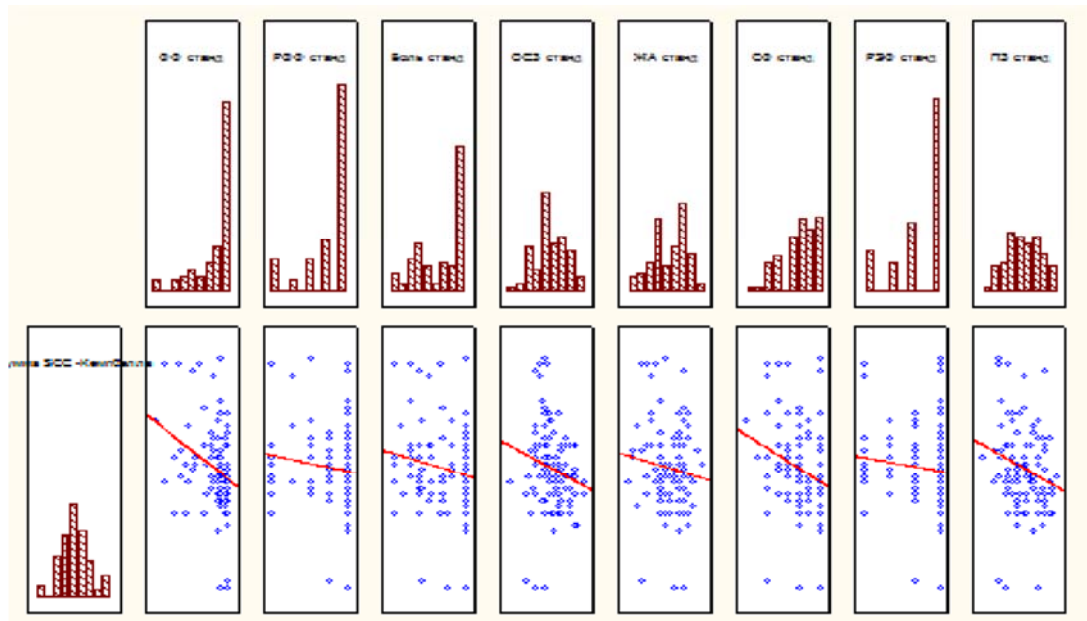 ФФ станд
РФФ станд
Боль станд
ОСЗ станд
ЖА станд
СФ станд
РЭФ станд
ПЗ станд